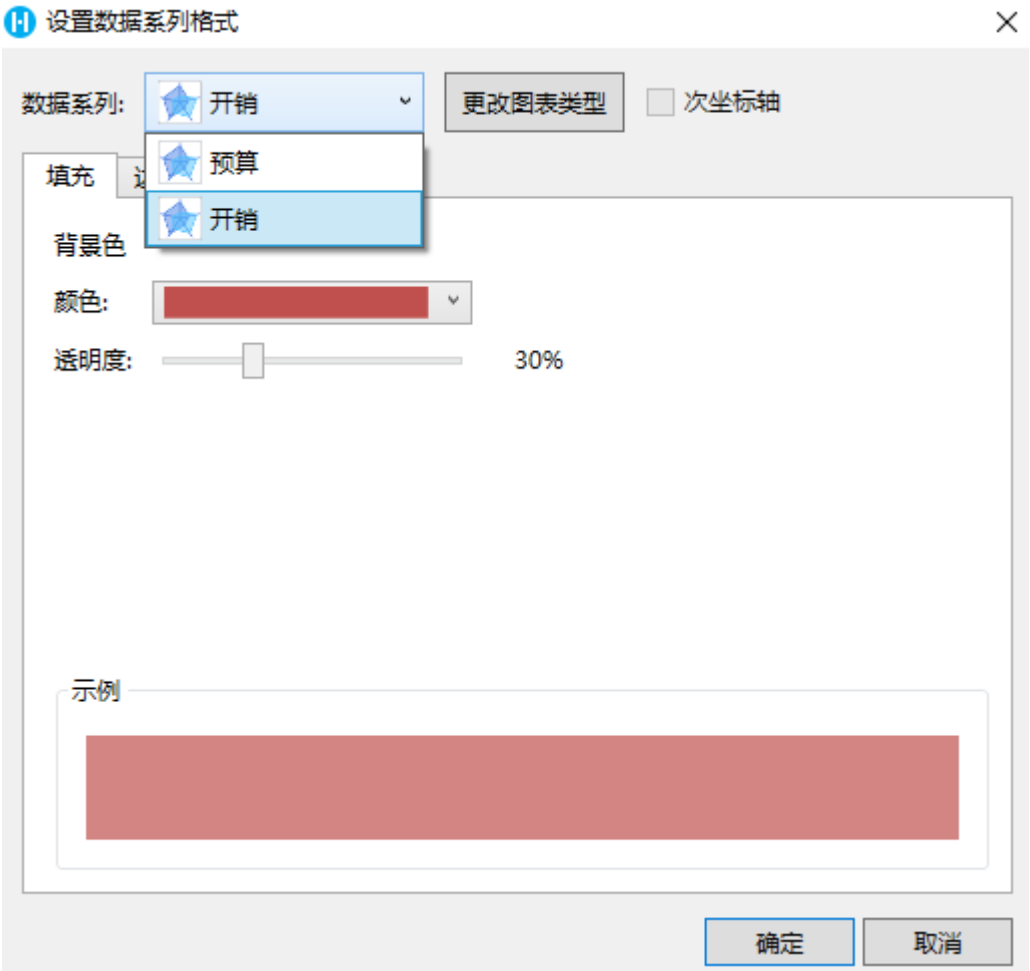 设置数据系列格式
数据系列: 开销 更改图表类型 次坐标轴
预算
填充
开销
背景色
颜色:
透明度: 30%
示例
确定 取消